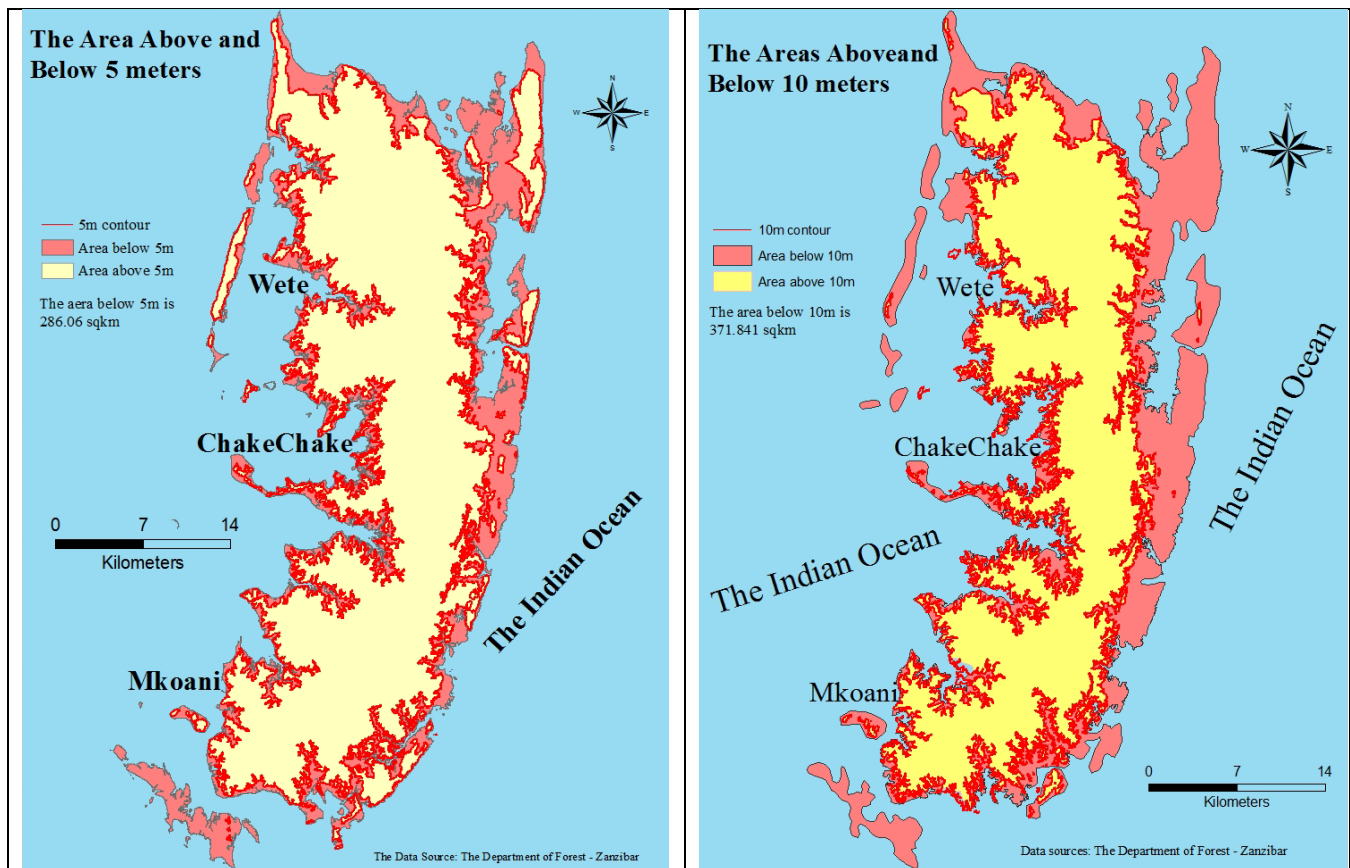 The Area Above and
Below 5 meters
N
W
E
S
5m contour
Area below 5m
Area above 5m
The aera below 5m is
286.06 sqkm
Wete
ChakeChake
0 7 14
Kilometers
The Indian Ocean
Mkoani
The Data Source: The Department of Forest - Zanzibar
The Areas Aboveand
Below 10 meters
N
W
E
S
10m contour
Area below 10m
Area above 10m
The area below 10m is
371.841 sqkm
Wete
The Indian Ocean
ChakeChake
The Indian Ocean
Mkoani
0 7 14
Kilometers
Data sources: The Department of Forest - Zanzibar